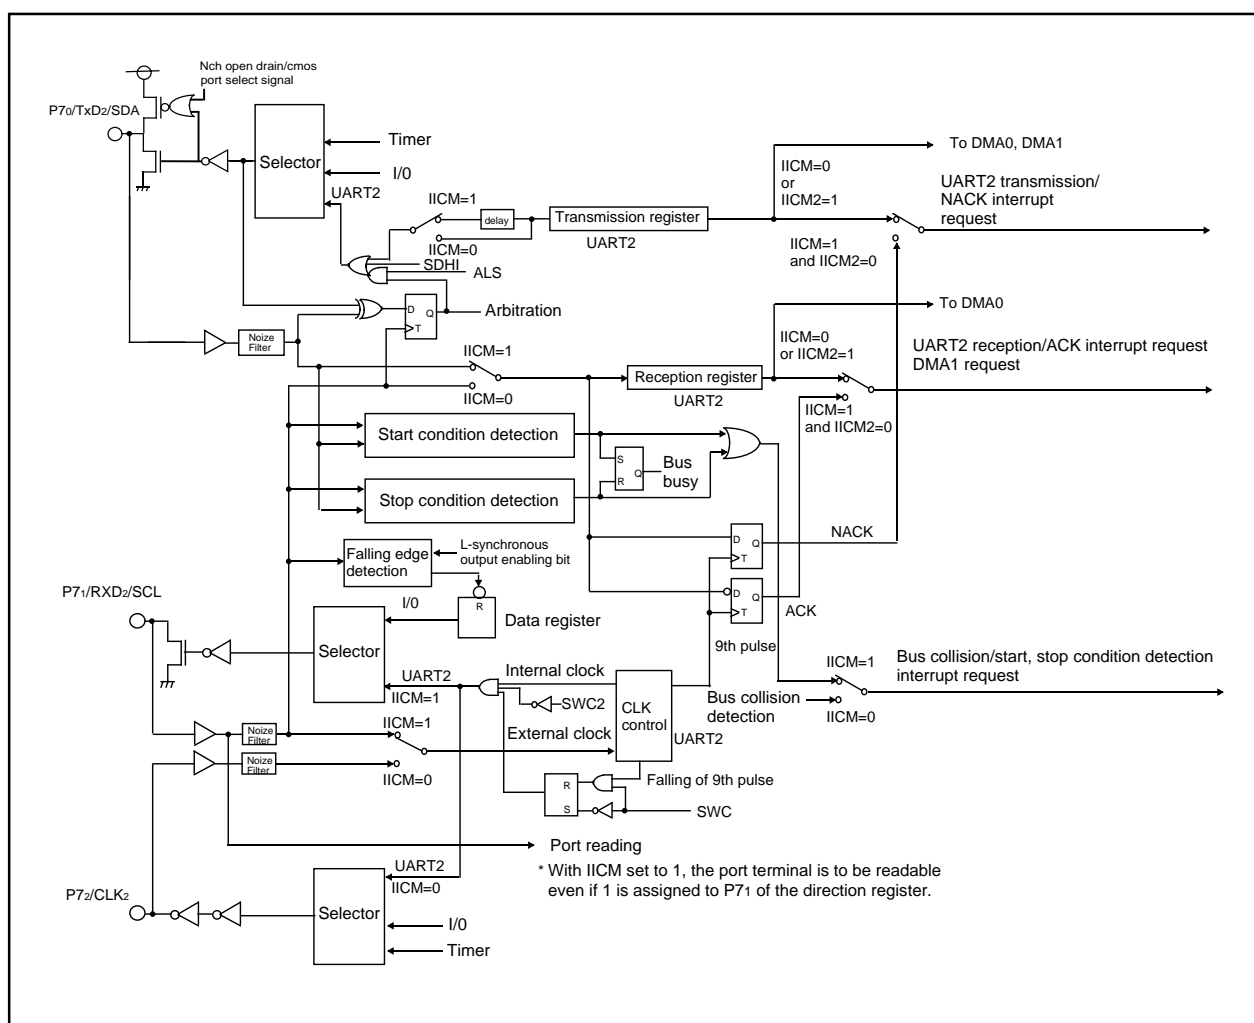 Nch open drain/cmos
port select signal
P70/TxD2/SDA
Selector
Timer
I/0
UART2
IICM=1
delay
IICM=0
SDHI
ALS
Transmission register
UART2
To DMA0, DMA1
IICM=0
or
IICM2=1
UART2 transmission/
NACK interrupt
request
IICM=1
and IICM2=0
D
Q
T
Arbitration
Noize
Filter
To DMA0
IICM=1
IICM=0
Reception register
UART2
IICM=0
or IICM2=1
UART2 reception/ACK interrupt request
DMA1 request
IICM=1
and IICM2=0
Start condition detection
S
Q
R
Bus
busy
Stop condition detection
D
Q
T
NACK
Falling edge
detection
L-synchronous
output enabling bit
D
Q
T
ACK
9th pulse
P71/RXD2/SCL
I/0
R
Data register
Selector
UART2
IICM=1
Internal clock
SWC2
External clock
CLK
control
UART2
Bus collision
detection
IICM=1
IICM=0
Bus collision/start, stop condition detection
interrupt request
Noize
Filter
Noize
Filter
IICM=1
IICM=0
R
S
Falling of 9th pulse
SWC
Port reading
* With IICM set to 1, the port terminal is to be readable
even if 1 is assigned to P71 of the direction register.
UART2
IICM=0
P72/CLK2
Selector
I/0
Timer